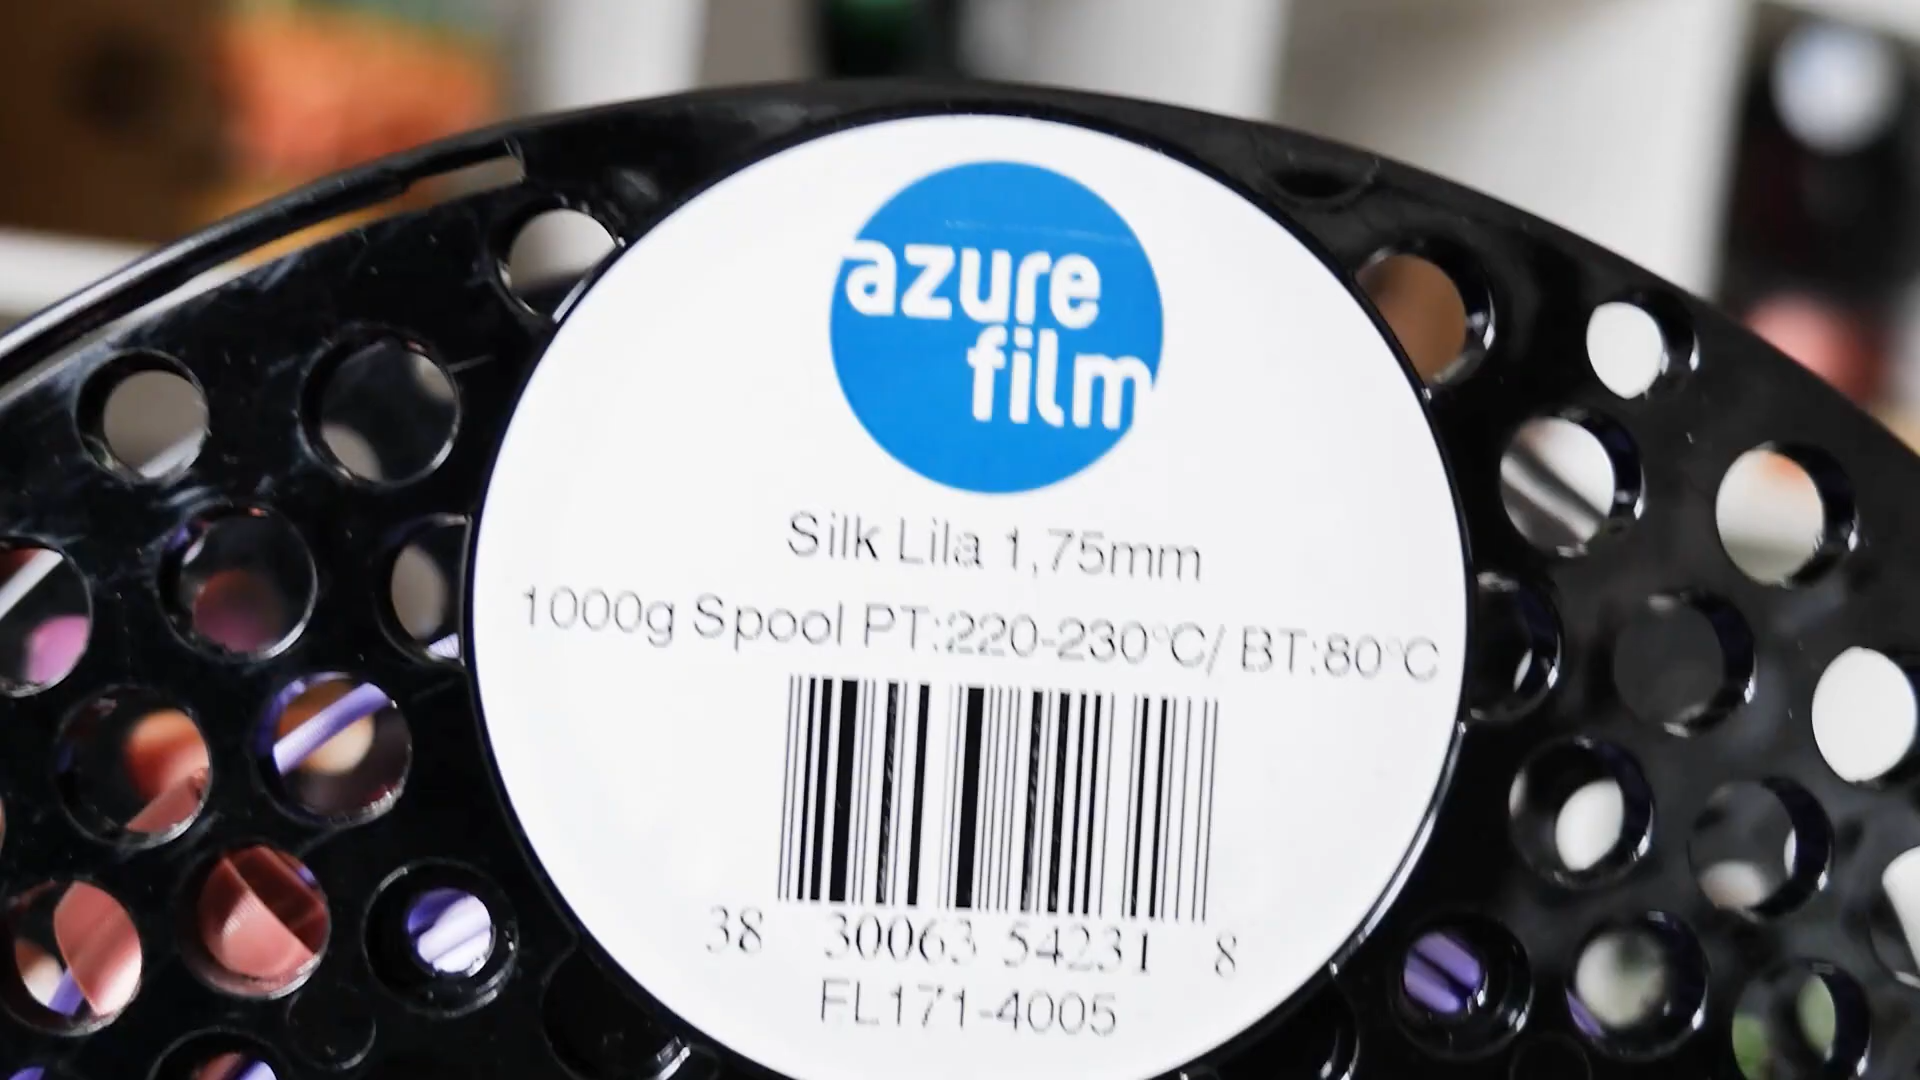 azure
film
Silk Lila 1,75mm
1000g Spool PT:220-230°C/ BT:80°C
38 30063 54231 8
FL171-4005